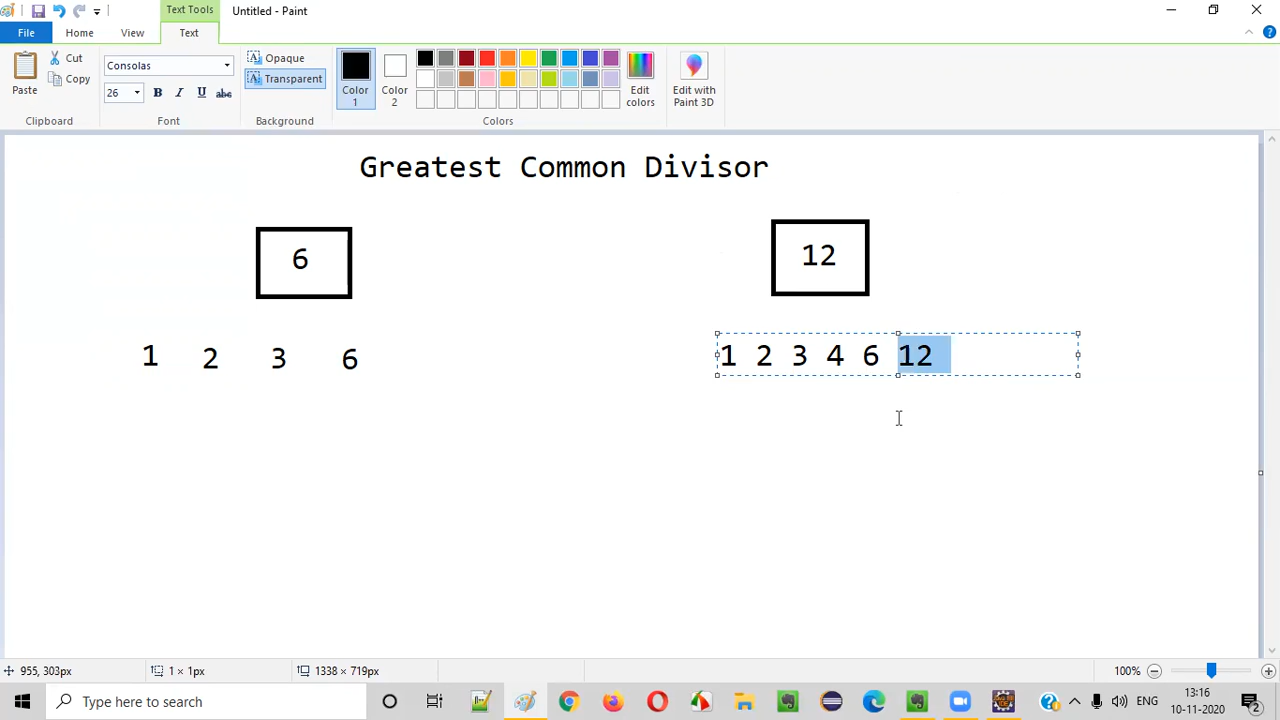 Text Tools
Untitled - Paint
File
Home
View
Text
Paste
Cut
Copy
Clipboard
Consolas
26
B
I
U
abc
Font
Opaque
Transparent
Background
Color 1
Color 2
Edit colors
Colors
Edit with Paint 3D
Greatest Common Divisor
6
12
1 2 3 6
1 2 3 4 6 12
955, 303px
1 × 1px
1338 × 719px
100%
Type here to search
ENG
13:16
10-11-2020
2